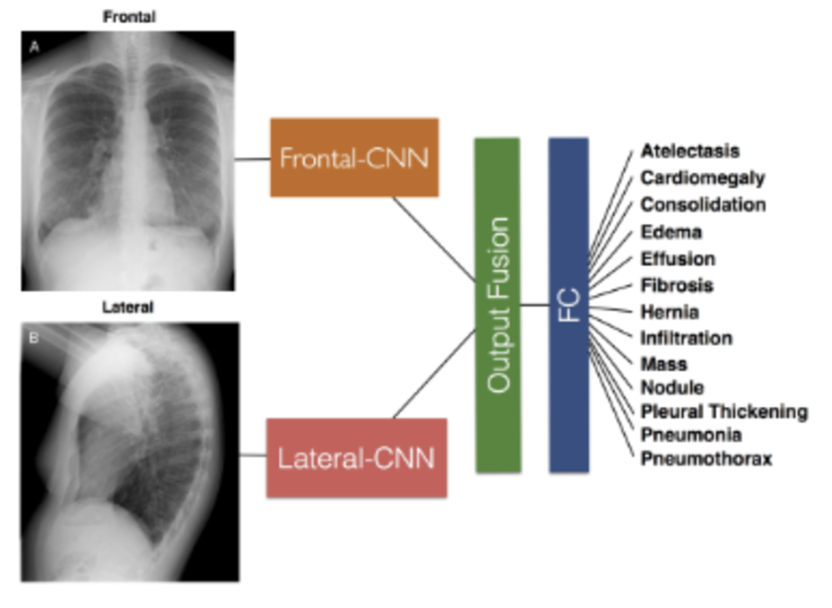 Frontal
A
Frontal-CNN
Lateral
B
Lateral-CNN
Output Fusion
FC
Atelectasis
Cardiomegaly
Consolidation
Edema
Effusion
Fibrosis
Hernia
Infiltration
Mass
Nodule
Pleural Thickening
Pneumonia
Pneumothorax